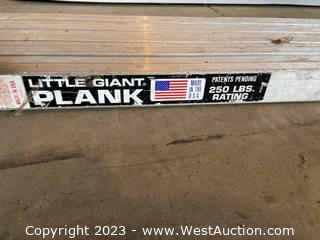 LITTLE GIANT
PLANK
MADE
IN THE
U.S.A.
PATENTS PENDING
250 LBS.
RATING
Copyright 2023 - www.WestAuction.com